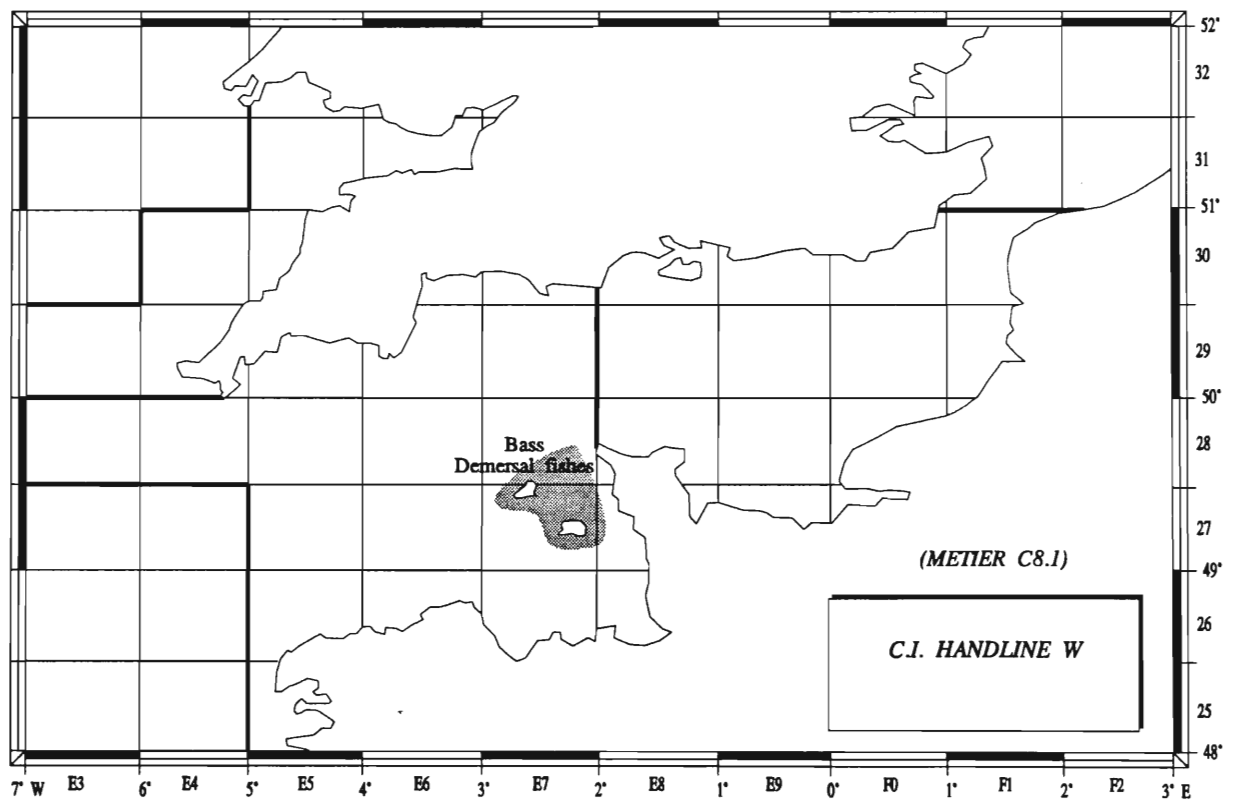 52°
32
31
51°
30
29
50°
Bass
28
Demersal fishes
27
(METIER C8.1)
49°
C.I. HANDLINE W
26
25
48°
7° W E3 6° E4 5° E5 4° E6 3° E7 2° E8 1° E9 0° F0 1° F1 2° F2 3° E